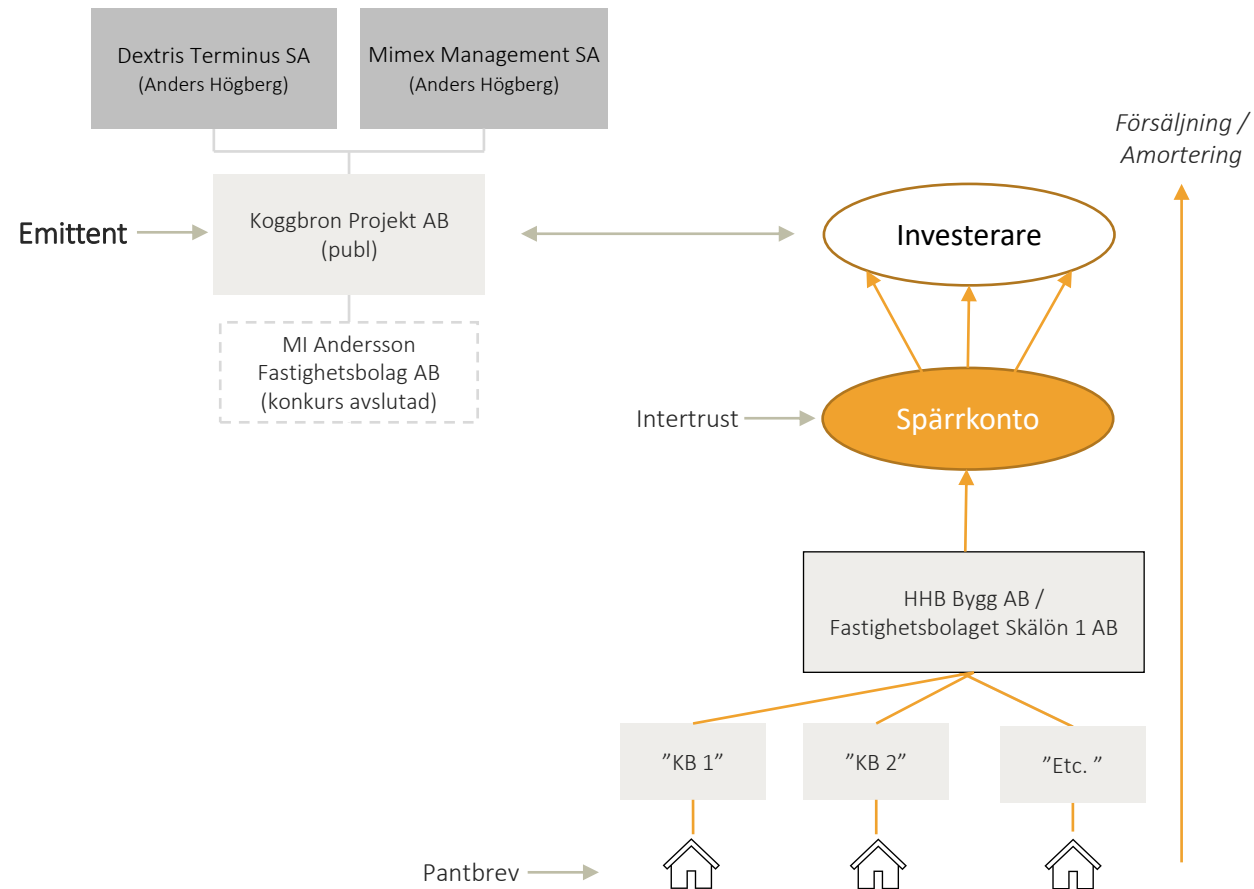 Dextris Terminus SA
(Anders Högberg)
Mimex Management SA
(Anders Högberg)
Försäljning /
Amortering
Emittent
Koggbron Projekt AB
(publ)
Investerare
MI Andersson
Fastighetsbolag AB
(konkurs avslutad)
Intertrust
Spärrkonto
HHB Bygg AB /
Fastighetsbolaget Skälön 1 AB
”KB 1”
”KB 2”
”Etc. ”
Pantbrev